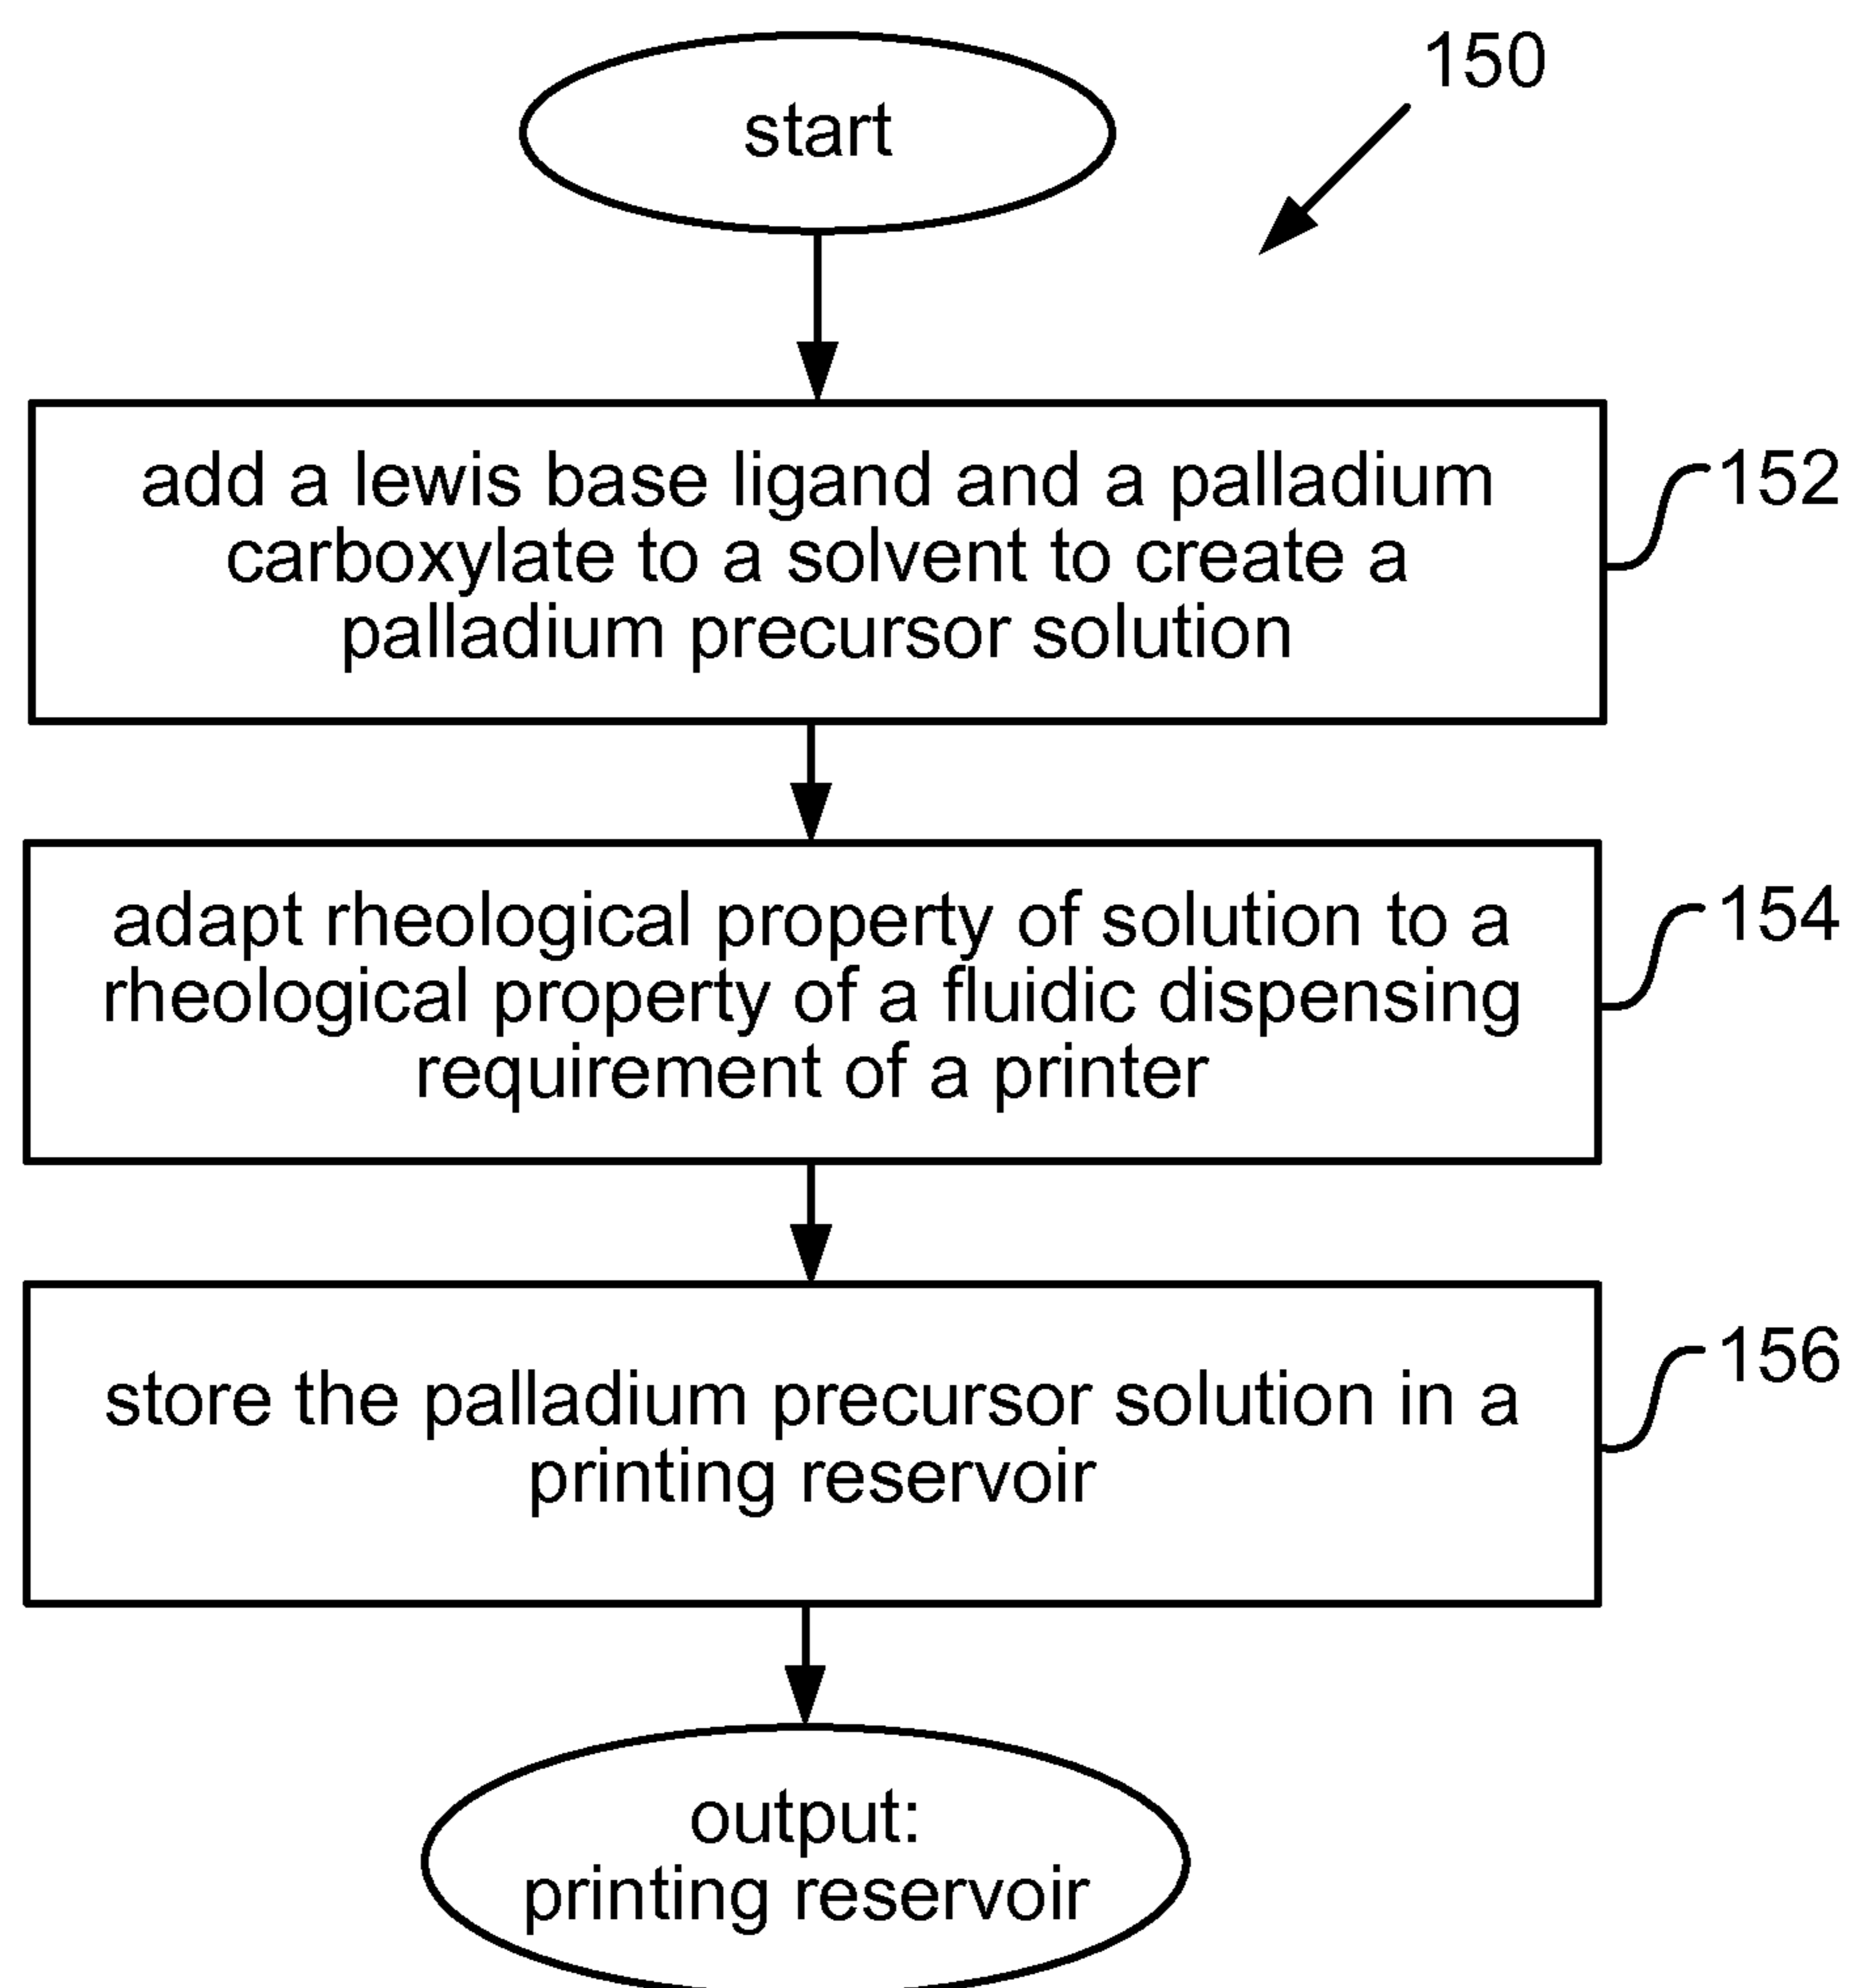 150
start
add a lewis base ligand and a palladium
carboxylate to a solvent to create a
palladium precursor solution
152
adapt rheological property of solution to a
rheological property of a fluidic dispensing
requirement of a printer
154
store the palladium precursor solution in a
printing reservoir
156
output:
printing reservoir